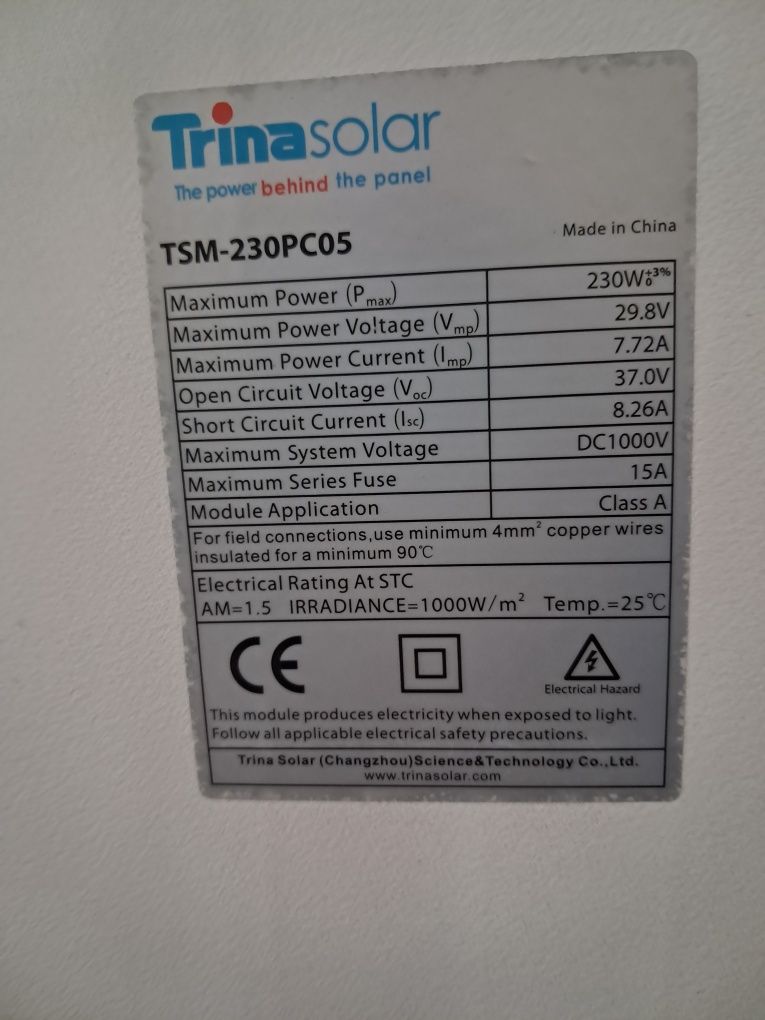 Trinasolar
The power behind the panel
TSM-230PC05 Made in China
Maximum Power (Pmax) 230W+3% 0
Maximum Power Voltage (Vmp) 29.8V
Maximum Power Current (Imp) 7.72A
Open Circuit Voltage (Voc) 37.0V
Short Circuit Current (Isc) 8.26A
Maximum System Voltage DC1000V
Maximum Series Fuse 15A
Module Application Class A
For field connections,use minimum 4mm² copper wires
insulated for a minimum 90℃
Electrical Rating At STC
AM=1.5 IRRADIANCE=1000W/m² Temp.=25℃
CE
Electrical Hazard
This module produces electricity when exposed to light.
Follow all applicable electrical safety precautions.
Trina Solar (Changzhou)Science&Technology Co.,Ltd.
www.trinasolar.com